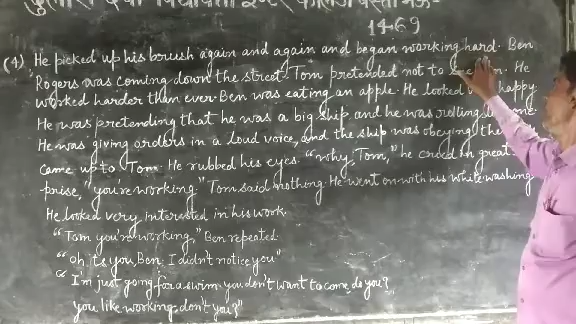 1469
(4) He picked up his brush again and again and began working hard. Ben
Rogers was coming down the street. Tom pretended not to see him. He
worked harder than ever. Ben was eating an apple. He looked happy
He was pretending that he was a big ship and he was
He was giving orders in a loud voice, and the ship was obeying the
came up to Tom. He rubbed his eyes. "why, Tom," he cried in great
prise, "you're working." Tom said nothing. He went on with his white washing
He looked very interested in his work.
"Tom you're working," Ben repeated.
"oh, it's you, Ben. I didn't notice you"
"I'm just going for a swim. you don't want to come do you?
you like working, don't you?"